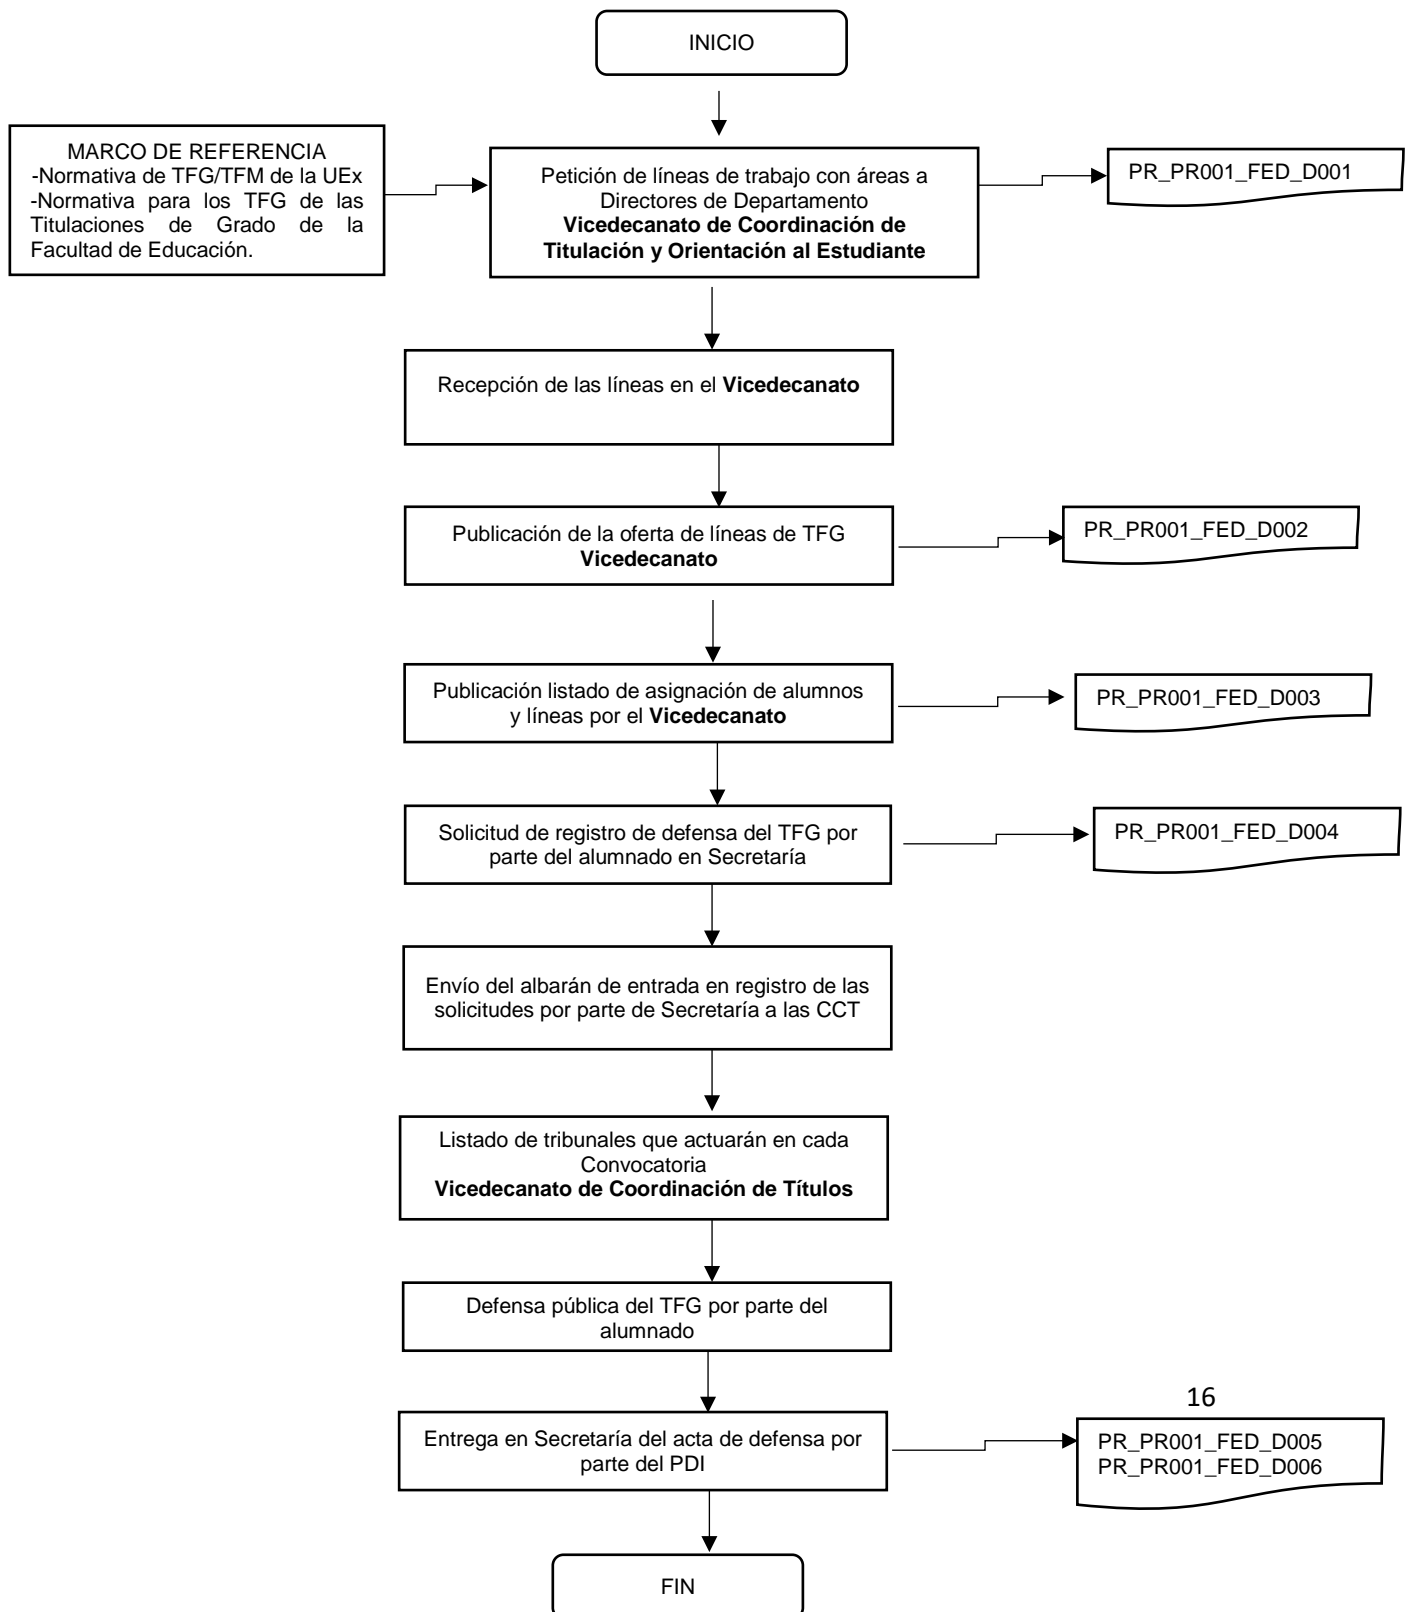 INICIO
MARCO DE REFERENCIA
-Normativa de TFG/TFM de la UEx
-Normativa para los TFG de las
Titulaciones de Grado de la
Facultad de Educación.
Petición de líneas de trabajo con áreas a
Directores de Departamento
Vicedecanato de Coordinación de
Titulación y Orientación al Estudiante
PR_PR001_FED_D001
Recepción de las líneas en el Vicedecanato
Publicación de la oferta de líneas de TFG
Vicedecanato
PR_PR001_FED_D002
Publicación listado de asignación de alumnos
y líneas por el Vicedecanato
PR_PR001_FED_D003
Solicitud de registro de defensa del TFG por
parte del alumnado en Secretaría
PR_PR001_FED_D004
Envío del albarán de entrada en registro de las
solicitudes por parte de Secretaría a las CCT
Listado de tribunales que actuarán en cada
Convocatoria
Vicedecanato de Coordinación de Títulos
Defensa pública del TFG por parte del
alumnado
16
Entrega en Secretaría del acta de defensa por
parte del PDI
PR_PR001_FED_D005
PR_PR001_FED_D006
FIN